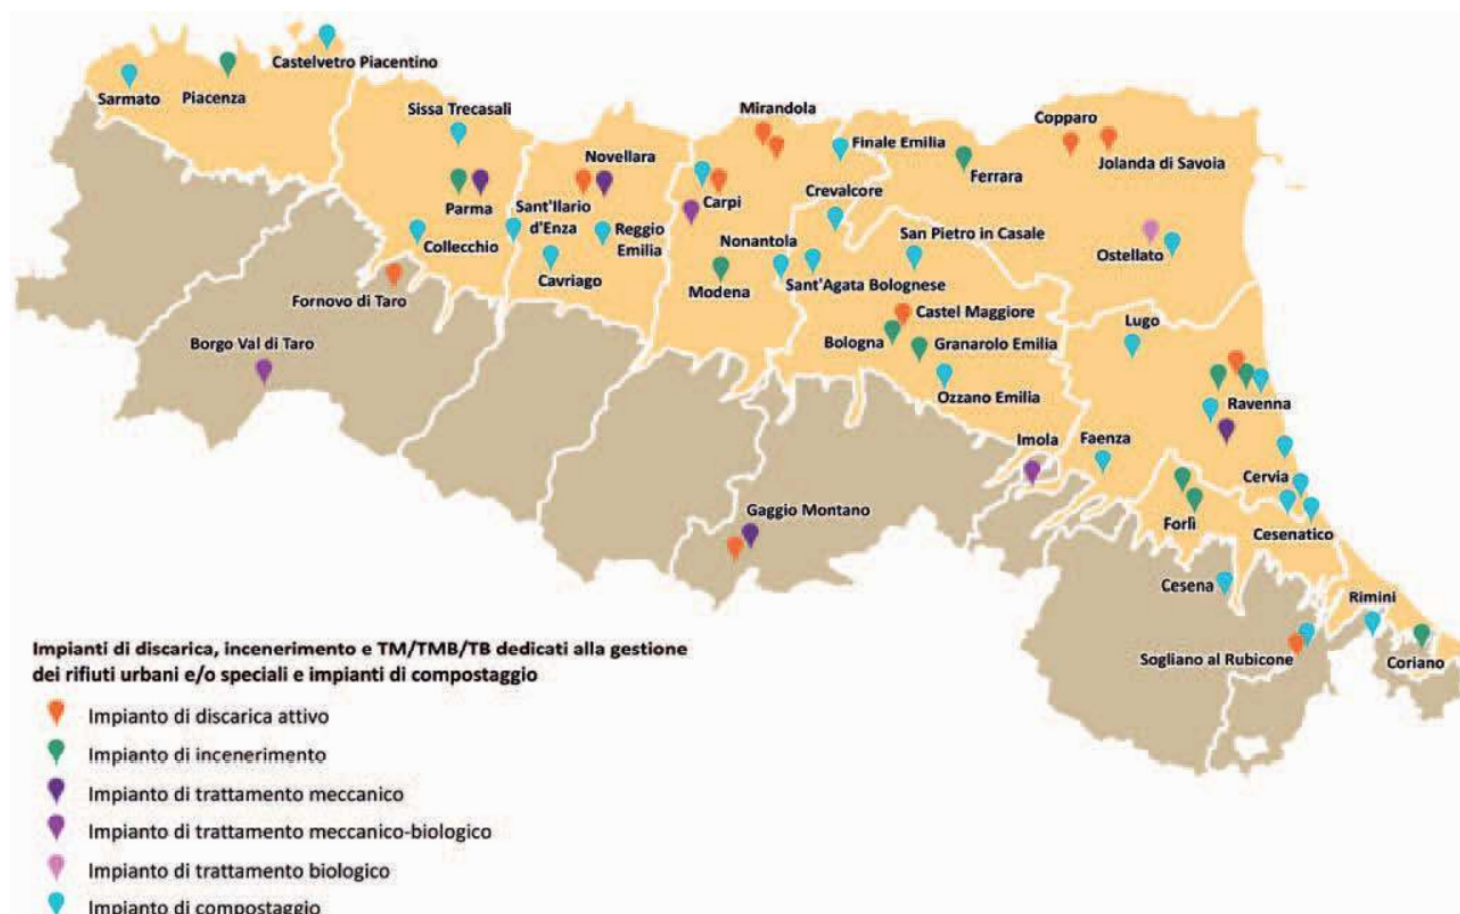 Castelvetro Piacentino
Sarmato
Piacenza
Sissa Trecasali
Mirandola
Copparo
Finale Emilia
Jolanda di Savoia
Novellara
Ferrara
Crevalcore
Parma
Sant'Ilario
d'Enza
Carpi
Reggio
Emilia
Collecchio
Nonantola
San Pietro in Casale
Ostellato
Cavriago
Modena
Sant'Agata Bolognese
Fornovo di Taro
Castel Maggiore
Lugo
Borgo Val di Taro
Bologna
Granarolo Emilia
Ozzano Emilia
Ravenna
Imola
Faenza
Cervia
Gaggio Montano
Forlì
Cesenatico
Cesena
Rimini
Sogliano al Rubicone
Coriano
Impianti di discarica, incenerimento e TM/TMB/TB dedicati alla gestione
dei rifiuti urbani e/o speciali e impianti di compostaggio
Impianto di discarica attivo
Impianto di incenerimento
Impianto di trattamento meccanico
Impianto di trattamento meccanico-biologico
Impianto di trattamento biologico
Impianto di compostaggio